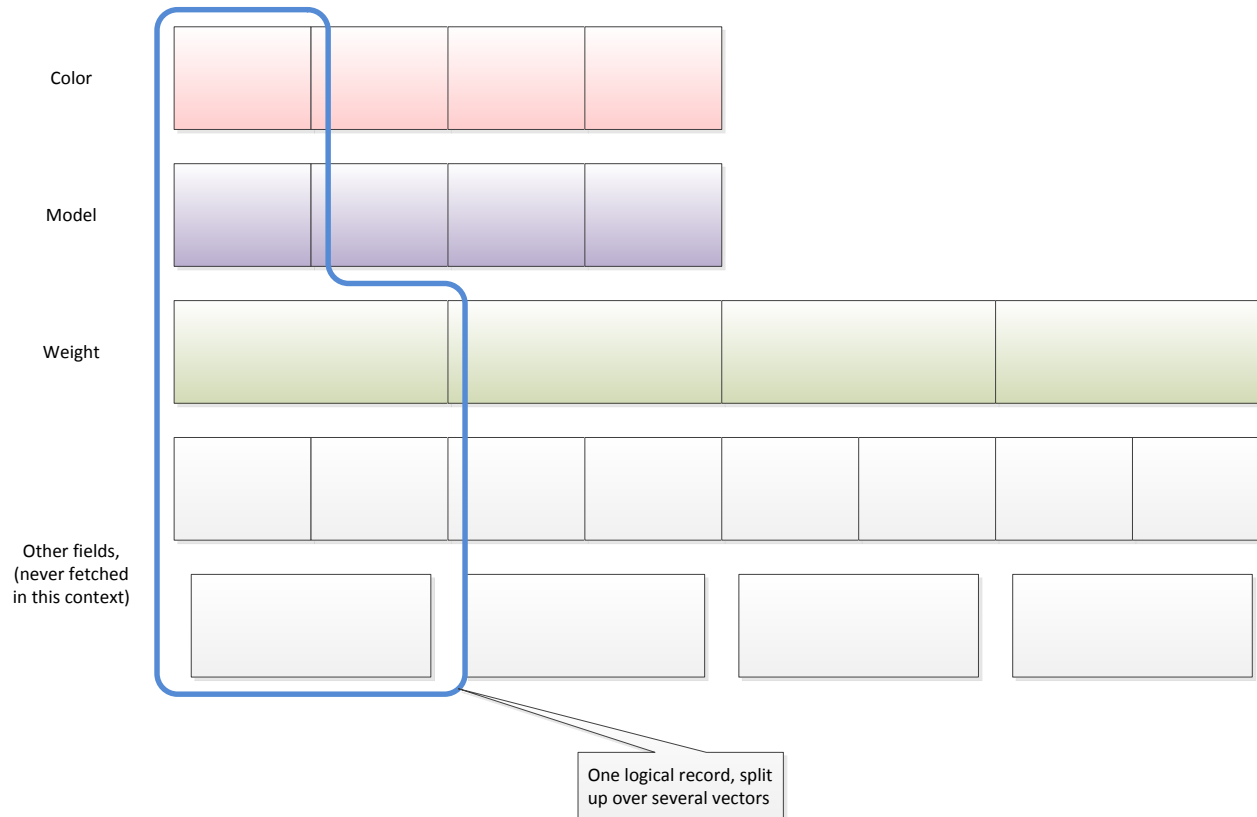 Color
Model
Weight
Other fields,
(never fetched
in this context)
One logical record, split
up over several vectors